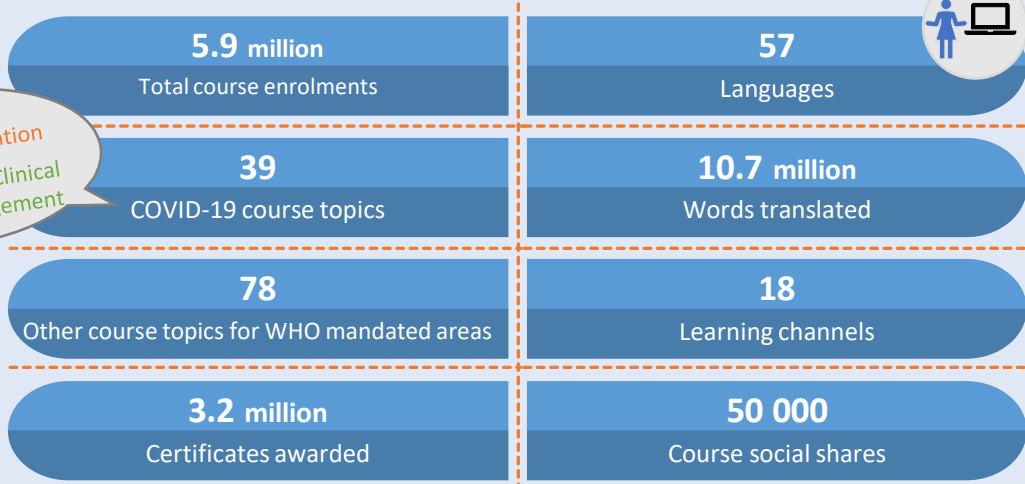 5.9 million
Total course enrolments
57
Languages
Clinical
39
COVID-19 course topics
10.7 million
Words translated
78
Other course topics for WHO mandated areas
18
Learning channels
3.2 million
Certificates awarded
50 000
Course social shares